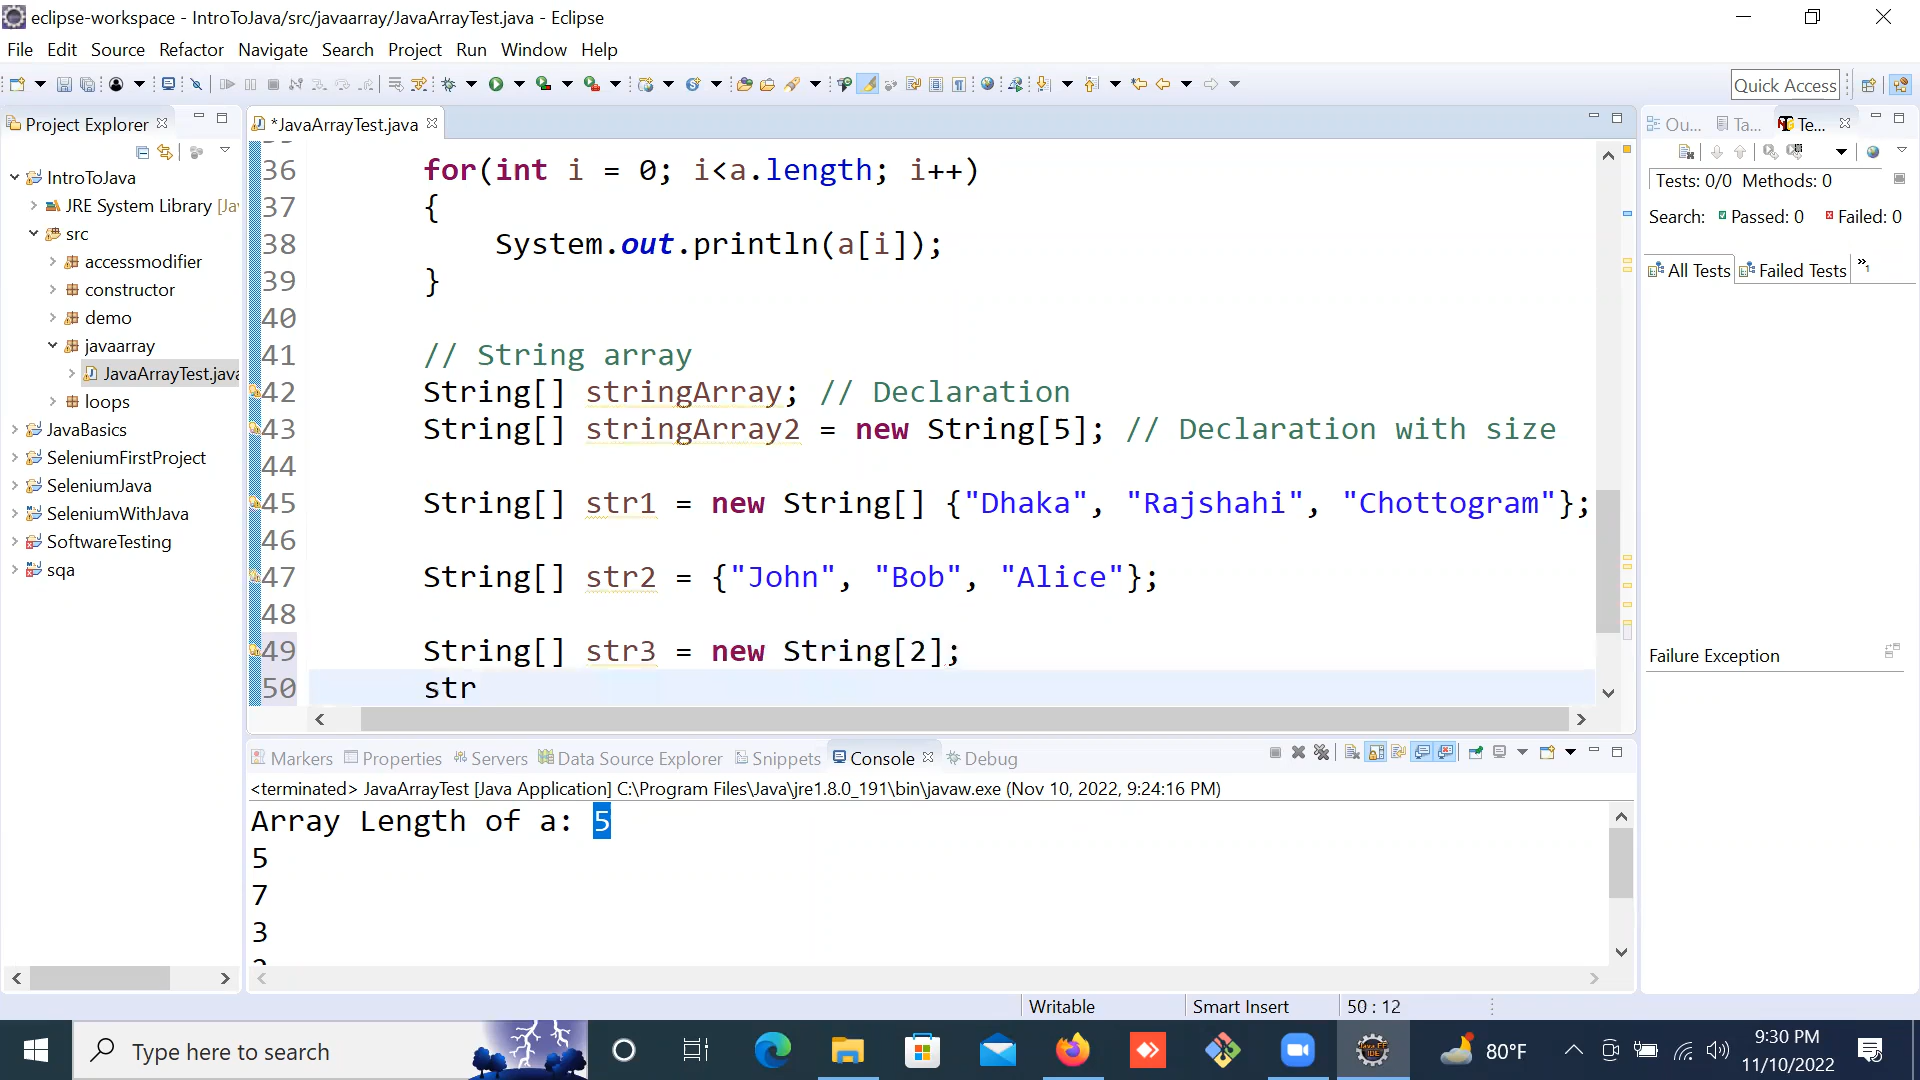 eclipse-workspace - IntroToJava/src/javaarray/JavaArrayTest.java - Eclipse
File Edit Source Refactor Navigate Search Project Run Window Help
Quick Access
Project Explorer
*JavaArrayTest.java
Ou... Ta... Te...
IntroToJava
JRE System Library [Ja
src
accessmodifier
constructor
demo
javaarray
JavaArrayTest.java
loops
JavaBasics
SeleniumFirstProject
SeleniumJava
SeleniumWithJava
SoftwareTesting
sqa
36 for(int i = 0; i<a.length; i++)
37 {
38 System.out.println(a[i]);
39 }
40
41 // String array
42 String[] stringArray; // Declaration
43 String[] stringArray2 = new String[5]; // Declaration with size
44
45 String[] str1 = new String[] {"Dhaka", "Rajshahi", "Chottogram"};
46
47 String[] str2 = {"John", "Bob", "Alice"};
48
49 String[] str3 = new String[2];
50 str
Tests: 0/0 Methods: 0
Search: Passed: 0 Failed: 0
All Tests Failed Tests »1
Failure Exception
Markers Properties Servers Data Source Explorer Snippets Console Debug
<terminated> JavaArrayTest [Java Application] C:\Program Files\Java\jre1.8.0_191\bin\javaw.exe (Nov 10, 2022, 9:24:16 PM)
Array Length of a: 5
5
7
3
Writable Smart Insert 50 : 12
Type here to search
80°F
9:30 PM
11/10/2022